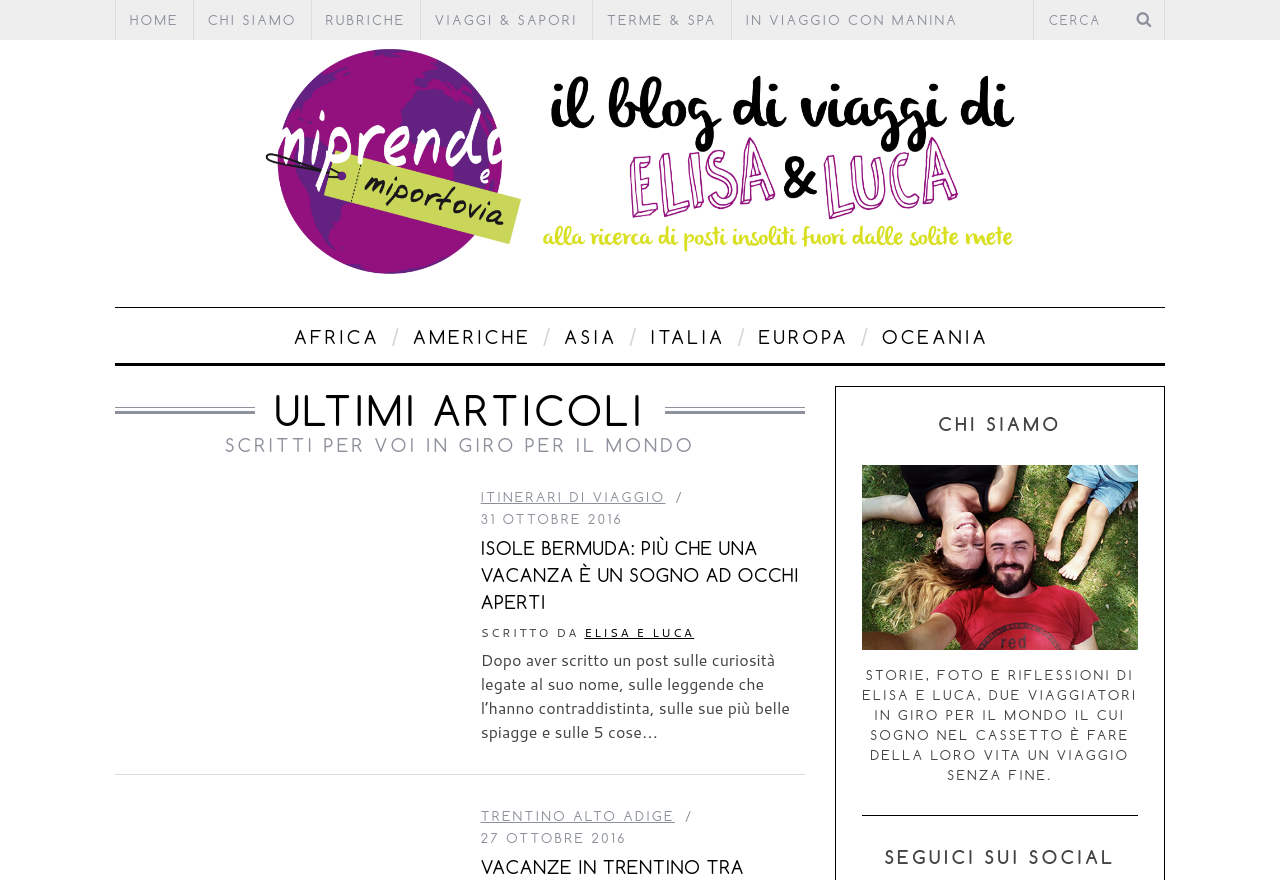 HOME
CHI SIAMO
RUBRICHE
VIAGGI & SAPORI
TERME & SPA
IN VIAGGIO CON MANINA
CERCA
miprendo
e
miportovia
il blog di viaggi di
ELISA & LUCA
alla ricerca di posti insoliti fuori dalle solite mete
AFRICA / AMERICHE / ASIA / ITALIA / EUROPA / OCEANIA
ULTIMI ARTICOLI
SCRITTI PER VOI IN GIRO PER IL MONDO
ITINERARI DI VIAGGIO /
31 OTTOBRE 2016
ISOLE BERMUDA: PIÙ CHE UNA
VACANZA È UN SOGNO AD OCCHI
APERTI
SCRITTO DA ELISA E LUCA
Dopo aver scritto un post sulle curiosità
legate al suo nome, sulle leggende che
l’hanno contraddistinta, sulle sue più belle
spiagge e sulle 5 cose…
TRENTINO ALTO ADIGE /
27 OTTOBRE 2016
VACANZE IN TRENTINO TRA
CHI SIAMO
red
STORIE, FOTO E RIFLESSIONI DI
ELISA E LUCA, DUE VIAGGIATORI
IN GIRO PER IL MONDO IL CUI
SOGNO NEL CASSETTO È FARE
DELLA LORO VITA UN VIAGGIO
SENZA FINE.
SEGUICI SUI SOCIAL